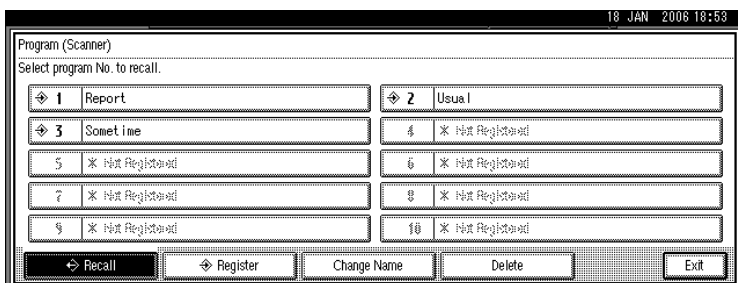 18 JAN 2006 18:53
Program (Scanner)
Select program No. to recall.
1 Report
2 Usual
3 Sometime
4 * Not Registered
5 * Not Registered
6 * Not Registered
7 * Not Registered
8 * Not Registered
9 * Not Registered
10 * Not Registered
Recall Register Change Name Delete Exit